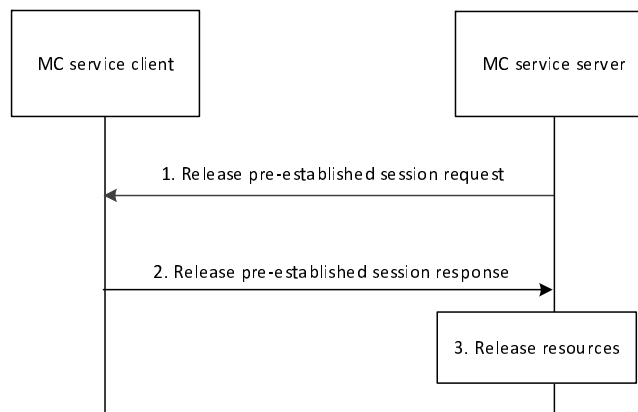 MC service client
MC service server
1. Release pre-established session request
2. Release pre-established session response
3. Release resources